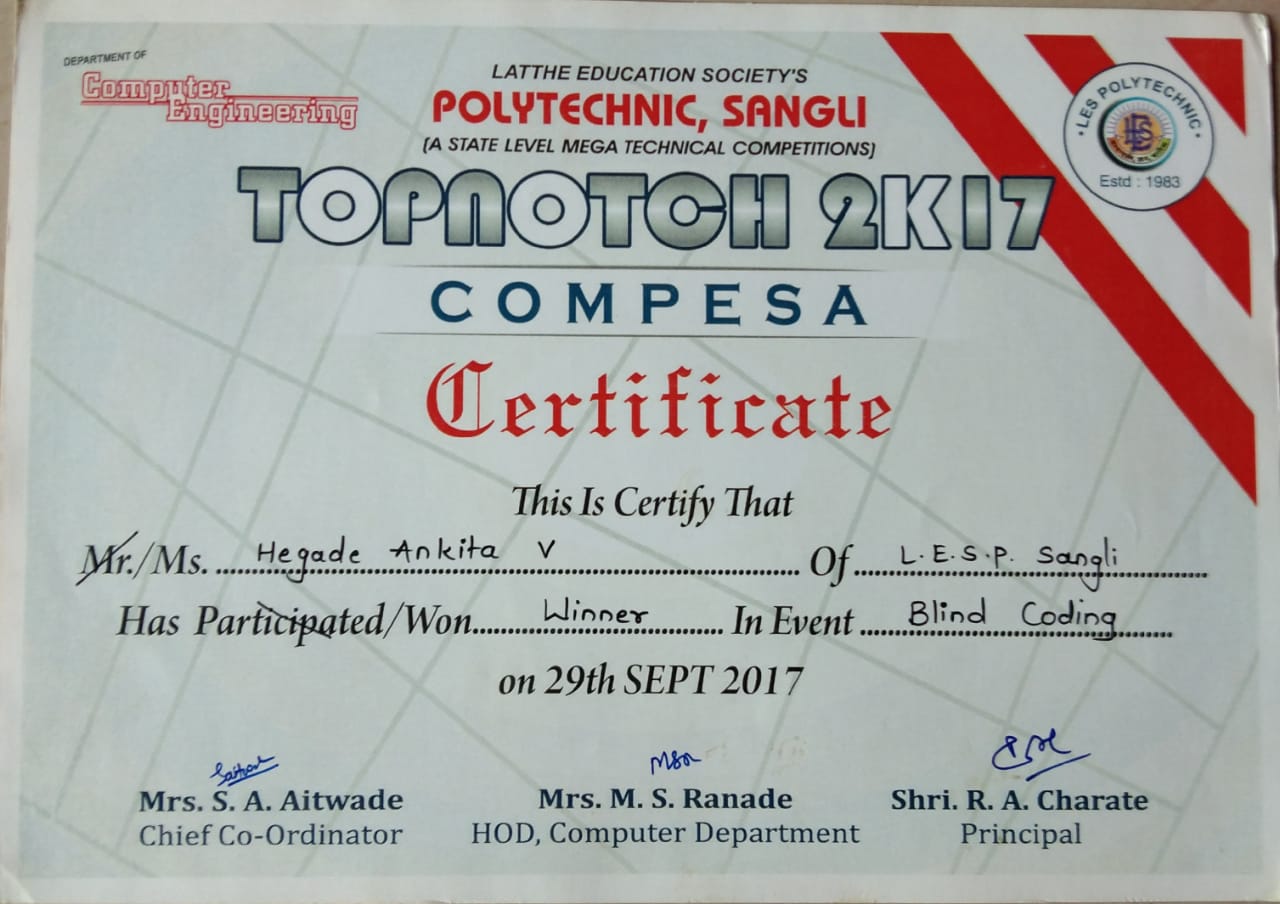 DEPARTMENT OF
Computer
Engineering
LATTHE EDUCATION SOCIETY'S
POLYTECHNIC, SANGLI
(A STATE LEVEL MEGA TECHNICAL COMPETITIONS)
LES POLYTECHNIC
LES
Estd : 1983
TOPNOTCH 2K17
COMPESA
Certificate
This Is Certify That
Mr./Ms. Hegade Ankita V Of L.E.S.P. Sangli
Has Participated/Won Winner In Event Blind Coding
on 29th SEPT 2017
Mrs. S. A. Aitwade
Chief Co-Ordinator
Mrs. M. S. Ranade
HOD, Computer Department
Shri. R. A. Charate
Principal